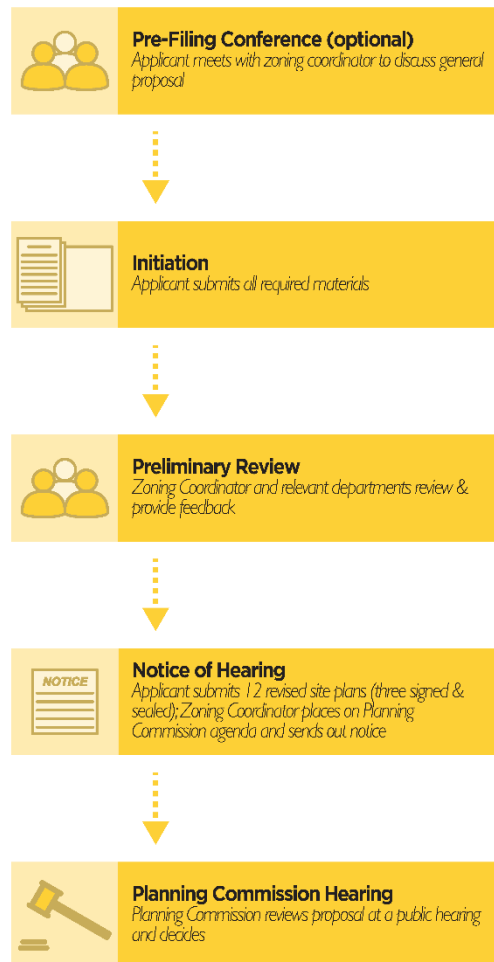 Pre-Filing Conference (optional)
Applicant meets with zoning coordinator to discuss general
proposal
Initiation
Applicant submits all required materials
Preliminary Review
Zoning Coordinator and relevant departments review &
provide feedback
NOTICE
Notice of Hearing
Applicant submits 12 revised site plans (three signed &
sealed); Zoning Coordinator places on Planning
Commission agenda and sends out notice
Planning Commission Hearing
Planning Commission reviews proposal at a public hearing
and decides